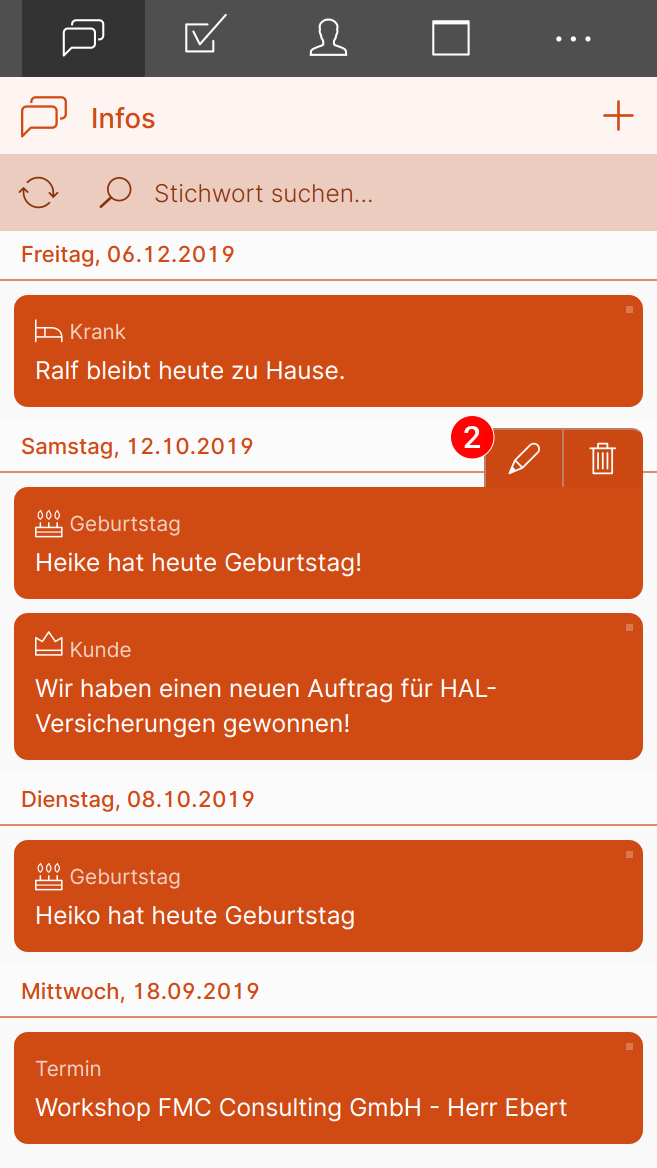 Infos
Stichwort suchen...
Freitag, 06.12.2019
Krank
Ralf bleibt heute zu Hause.
Samstag, 12.10.2019
2
Geburtstag
Heike hat heute Geburtstag!
Kunde
Wir haben einen neuen Auftrag für HAL-
Versicherungen gewonnen!
Dienstag, 08.10.2019
Geburtstag
Heiko hat heute Geburtstag
Mittwoch, 18.09.2019
Termin
Workshop FMC Consulting GmbH - Herr Ebert